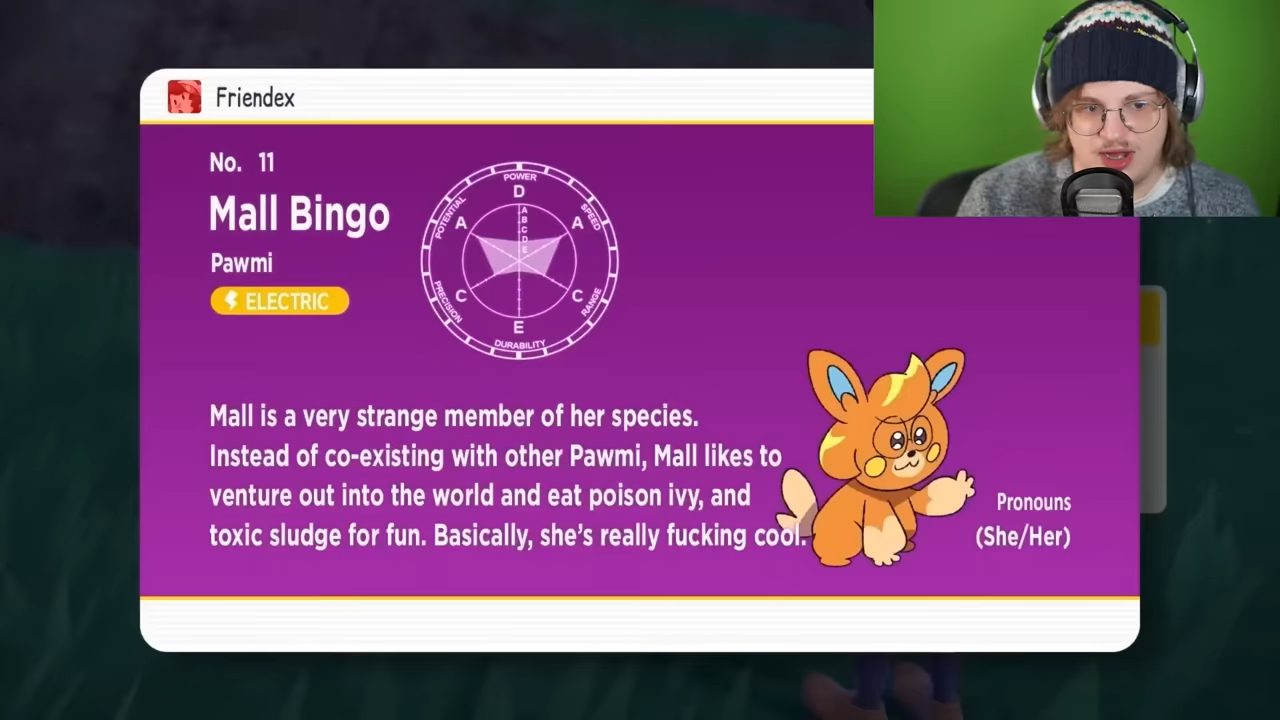 Friendex
No. 11
Mall Bingo
Pawmi
ELECTRIC
POWER
D
POTENTIAL
A
A
B
C
D
E
A
SPEED
PRECISION
C
C
RANGE
E
DURABILITY
Mall is a very strange member of her species.
Instead of co-existing with other Pawmi, Mall likes to
venture out into the world and eat poison ivy, and
toxic sludge for fun. Basically, she's really fucking cool.
Pronouns
(She/Her)